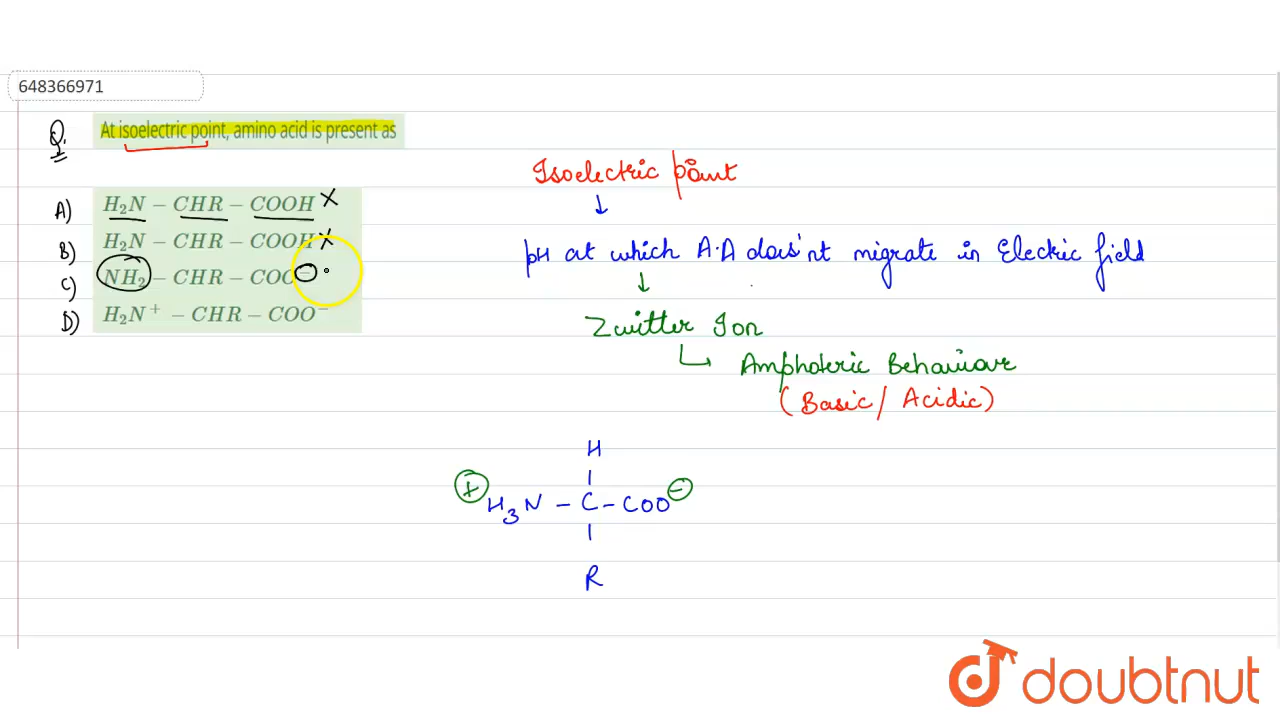 648366971
Q. At isoelectric point, amino acid is present as
A) H₂N − CHR − COOH ×
B) H₂N − CHR − COOH ×
C) NH₂ − CHR − COO⁻
D) H₂N⁺ − CHR − COO⁻
Isoelectric point
↓
pH at which A.A does'nt migrate in Electric field
↓
Zwitter Ion
↳ Amphoteric Behaviour
(Basic / Acidic)
H
⊕ H₃N − C − COO ⊖
R
doubtnut